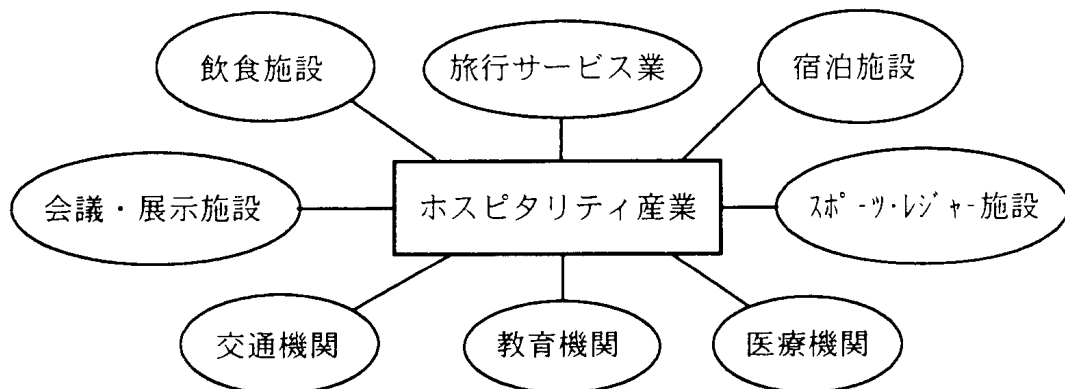 飲食施設
旅行サービス業
宿泊施設
会議・展示施設
ホスピタリティ産業
ｽﾎﾟｰﾂ･ﾚｼﾞｬｰ施設
交通機関
教育機関
医療機関